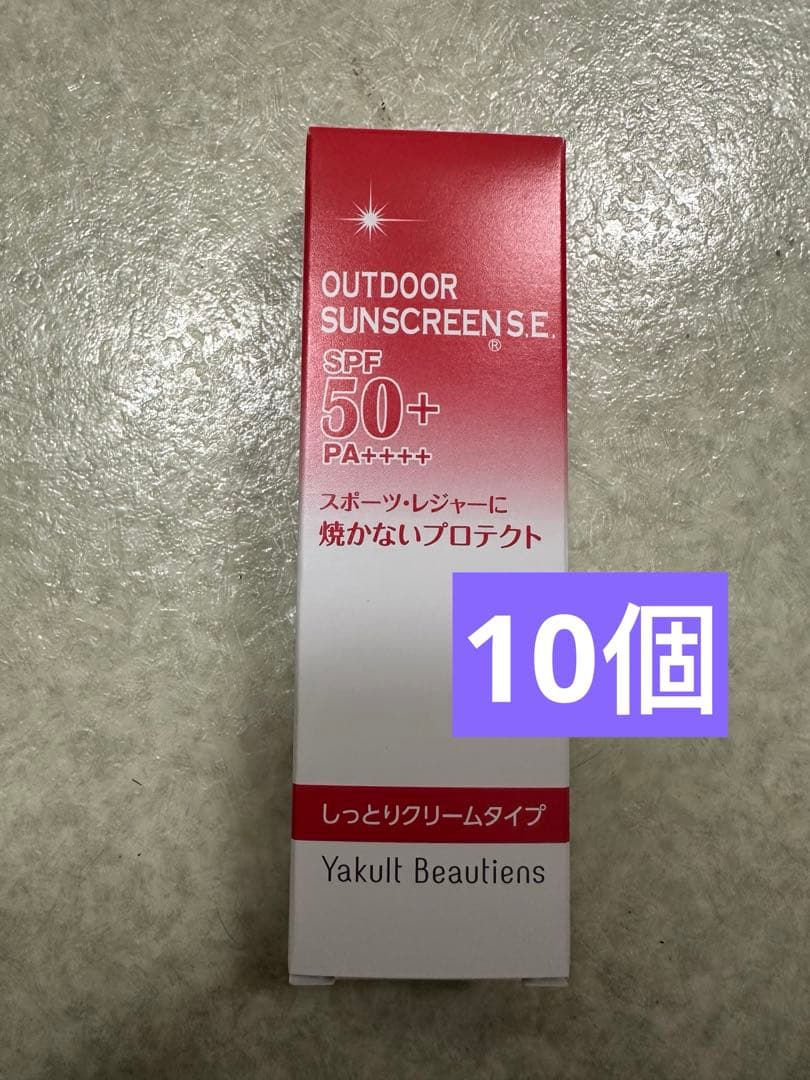 OUTDOOR
SUNSCREEN S.E.
®
SPF
50+
PA++++
スポーツ・レジャーに
焼かないプロテクト
10個
しっとりクリームタイプ
Yakult Beautiens